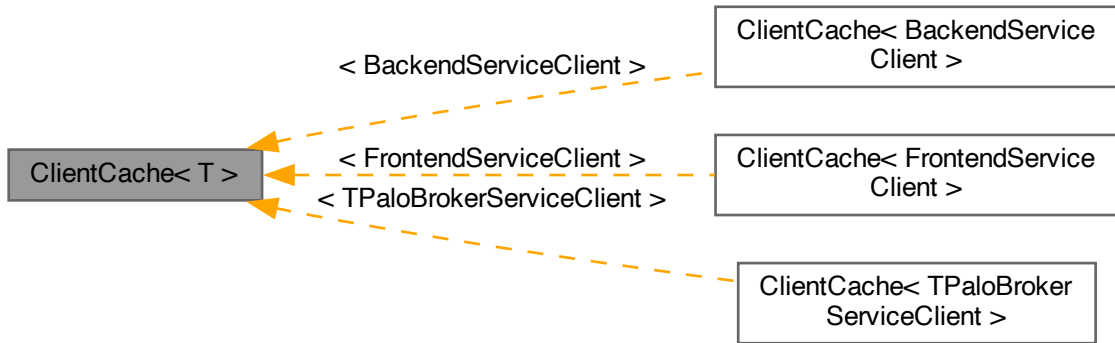 ClientCache< BackendService
Client >
< BackendServiceClient >
ClientCache< T >
< FrontendServiceClient >
ClientCache< FrontendService
Client >
< TPaloBrokerServiceClient >
ClientCache< TPaloBroker
ServiceClient >